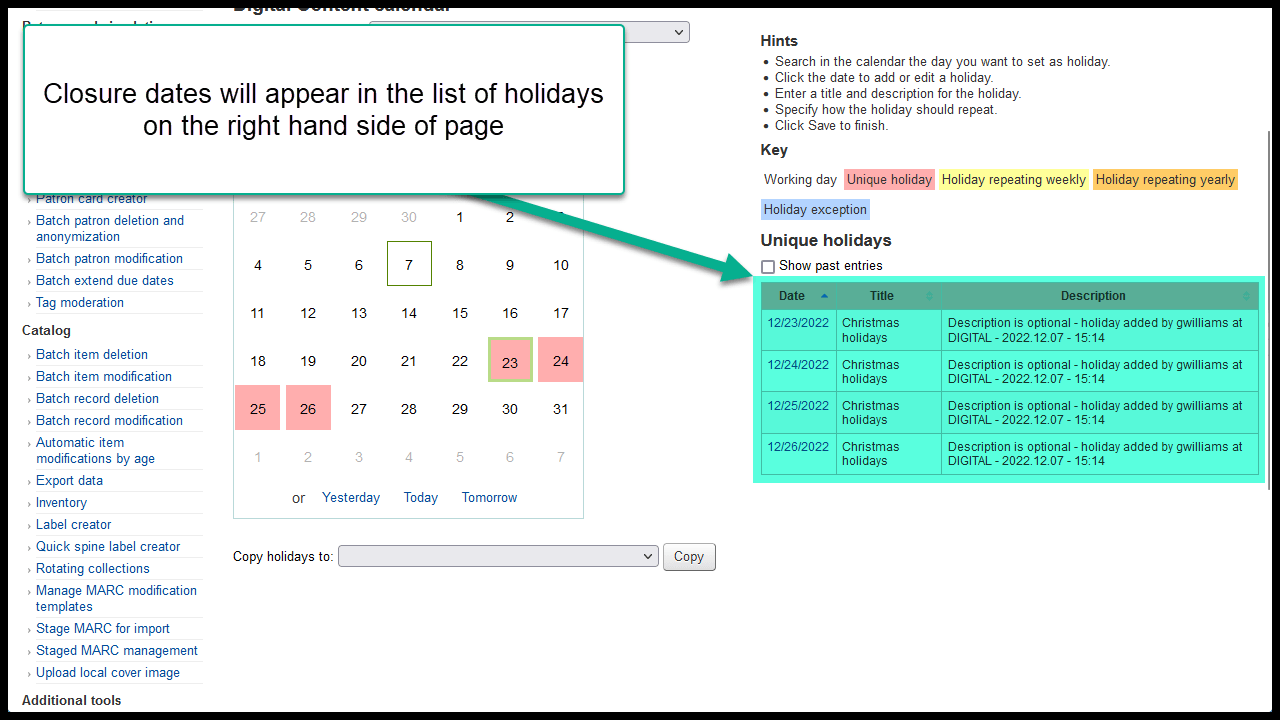 Digital Content calendar
Closure dates will appear in the list of holidays
on the right hand side of page
Patron card creator
Batch patron deletion and
anonymization
Batch patron modification
Batch extend due dates
Tag moderation
Catalog
Batch item deletion
Batch item modification
Batch record deletion
Batch record modification
Automatic item
modifications by age
Export data
Inventory
Label creator
Quick spine label creator
Rotating collections
Manage MARC modification
templates
Stage MARC for import
Staged MARC management
Upload local cover image
Additional tools
27 28 29 30 1 2
4 5 6 7 8 9 10
11 12 13 14 15 16 17
18 19 20 21 22 23 24
25 26 27 28 29 30 31
1 2 3 4 5 6 7
or Yesterday Today Tomorrow
Copy holidays to: Copy
Hints
• Search in the calendar the day you want to set as holiday.
• Click the date to add or edit a holiday.
• Enter a title and description for the holiday.
• Specify how the holiday should repeat.
• Click Save to finish.
Key
Working day Unique holiday Holiday repeating weekly Holiday repeating yearly
Holiday exception
Unique holidays
Show past entries
Date Title Description
12/23/2022 Christmas holidays Description is optional - holiday added by gwilliams at DIGITAL - 2022.12.07 - 15:14
12/24/2022 Christmas holidays Description is optional - holiday added by gwilliams at DIGITAL - 2022.12.07 - 15:14
12/25/2022 Christmas holidays Description is optional - holiday added by gwilliams at DIGITAL - 2022.12.07 - 15:14
12/26/2022 Christmas holidays Description is optional - holiday added by gwilliams at DIGITAL - 2022.12.07 - 15:14